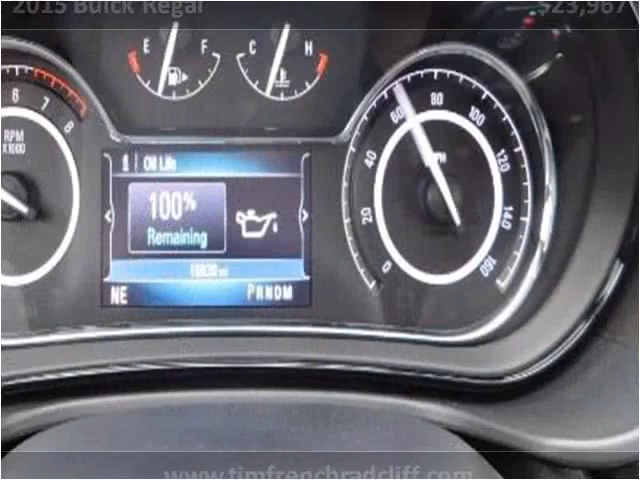 2015 Buick Regal $23,967
E F C H
6 7 8
RPM
X1000
Oil Life
100%
Remaining
NE PRNDM
0 20 40 60 80 100 120 140 160
MPH
www.timfrenchradcliff.com